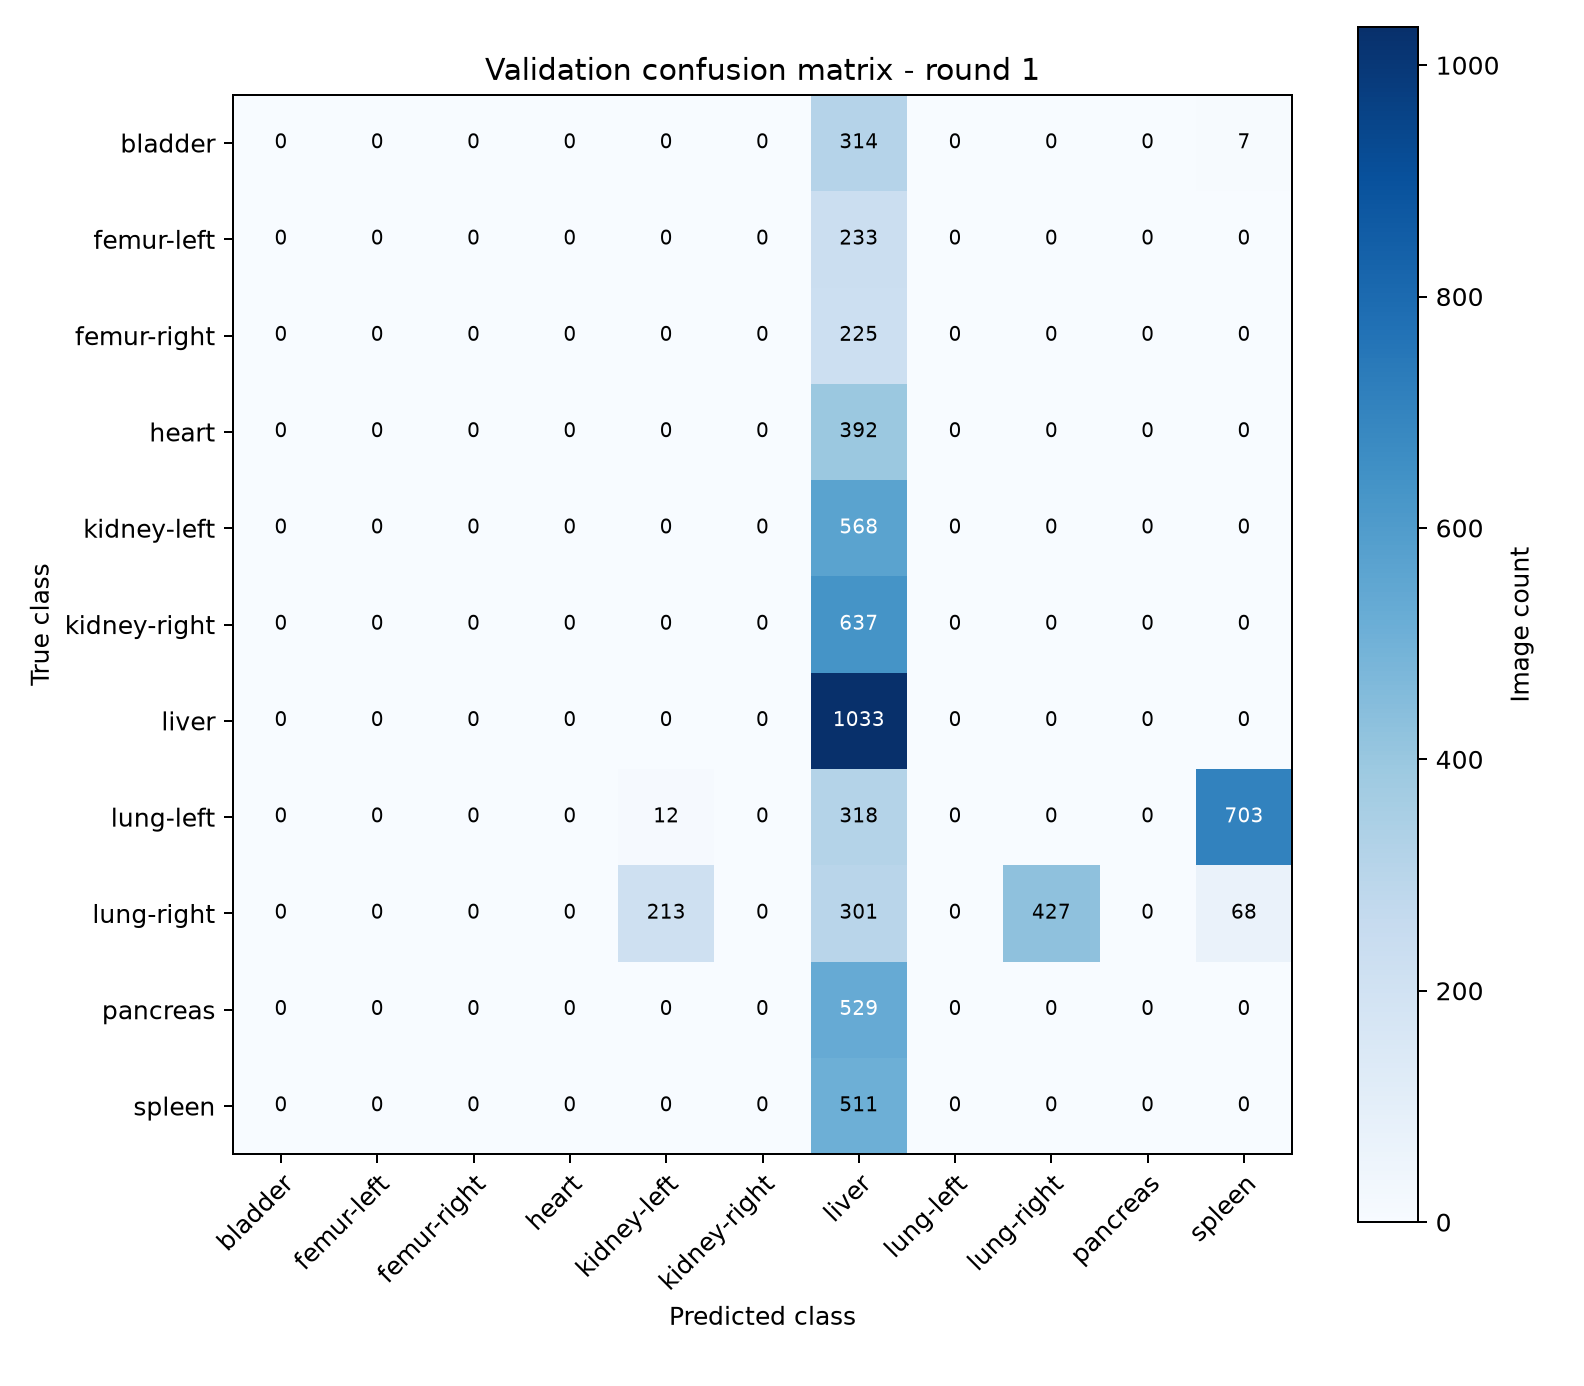 Validation confusion matrix - round 1
bladder 0 0 0 0 0 0 314 0 0 0 7
femur-left 0 0 0 0 0 0 233 0 0 0 0
femur-right 0 0 0 0 0 0 225 0 0 0 0
heart 0 0 0 0 0 0 392 0 0 0 0
kidney-left 0 0 0 0 0 0 568 0 0 0 0
kidney-right 0 0 0 0 0 0 637 0 0 0 0
liver 0 0 0 0 0 0 1033 0 0 0 0
lung-left 0 0 0 0 12 0 318 0 0 0 703
lung-right 0 0 0 0 213 0 301 0 427 0 68
pancreas 0 0 0 0 0 0 529 0 0 0 0
spleen 0 0 0 0 0 0 511 0 0 0 0
True class
bladder femur-left femur-right heart kidney-left kidney-right liver lung-left lung-right pancreas spleen
Predicted class
1000
800
600
400
200
0
Image count